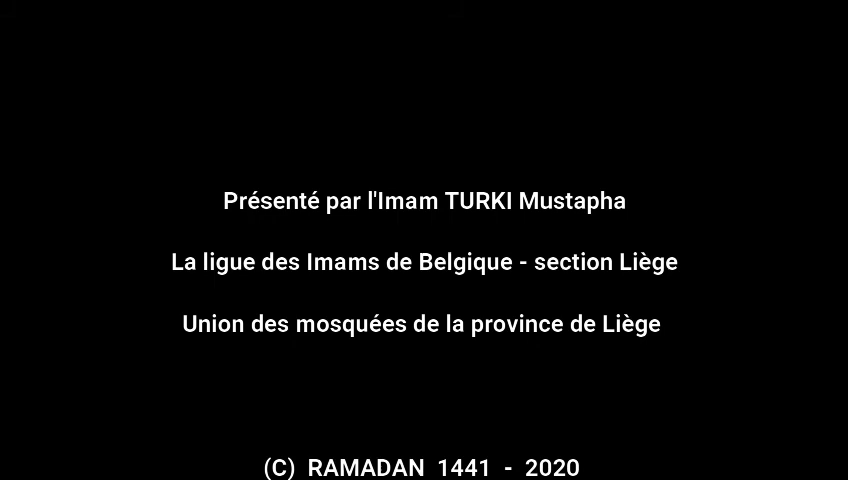 Présenté par l'Imam TURKI Mustapha
La ligue des Imams de Belgique - section Liège
Union des mosquées de la province de Liège
(C) RAMADAN 1441 - 2020